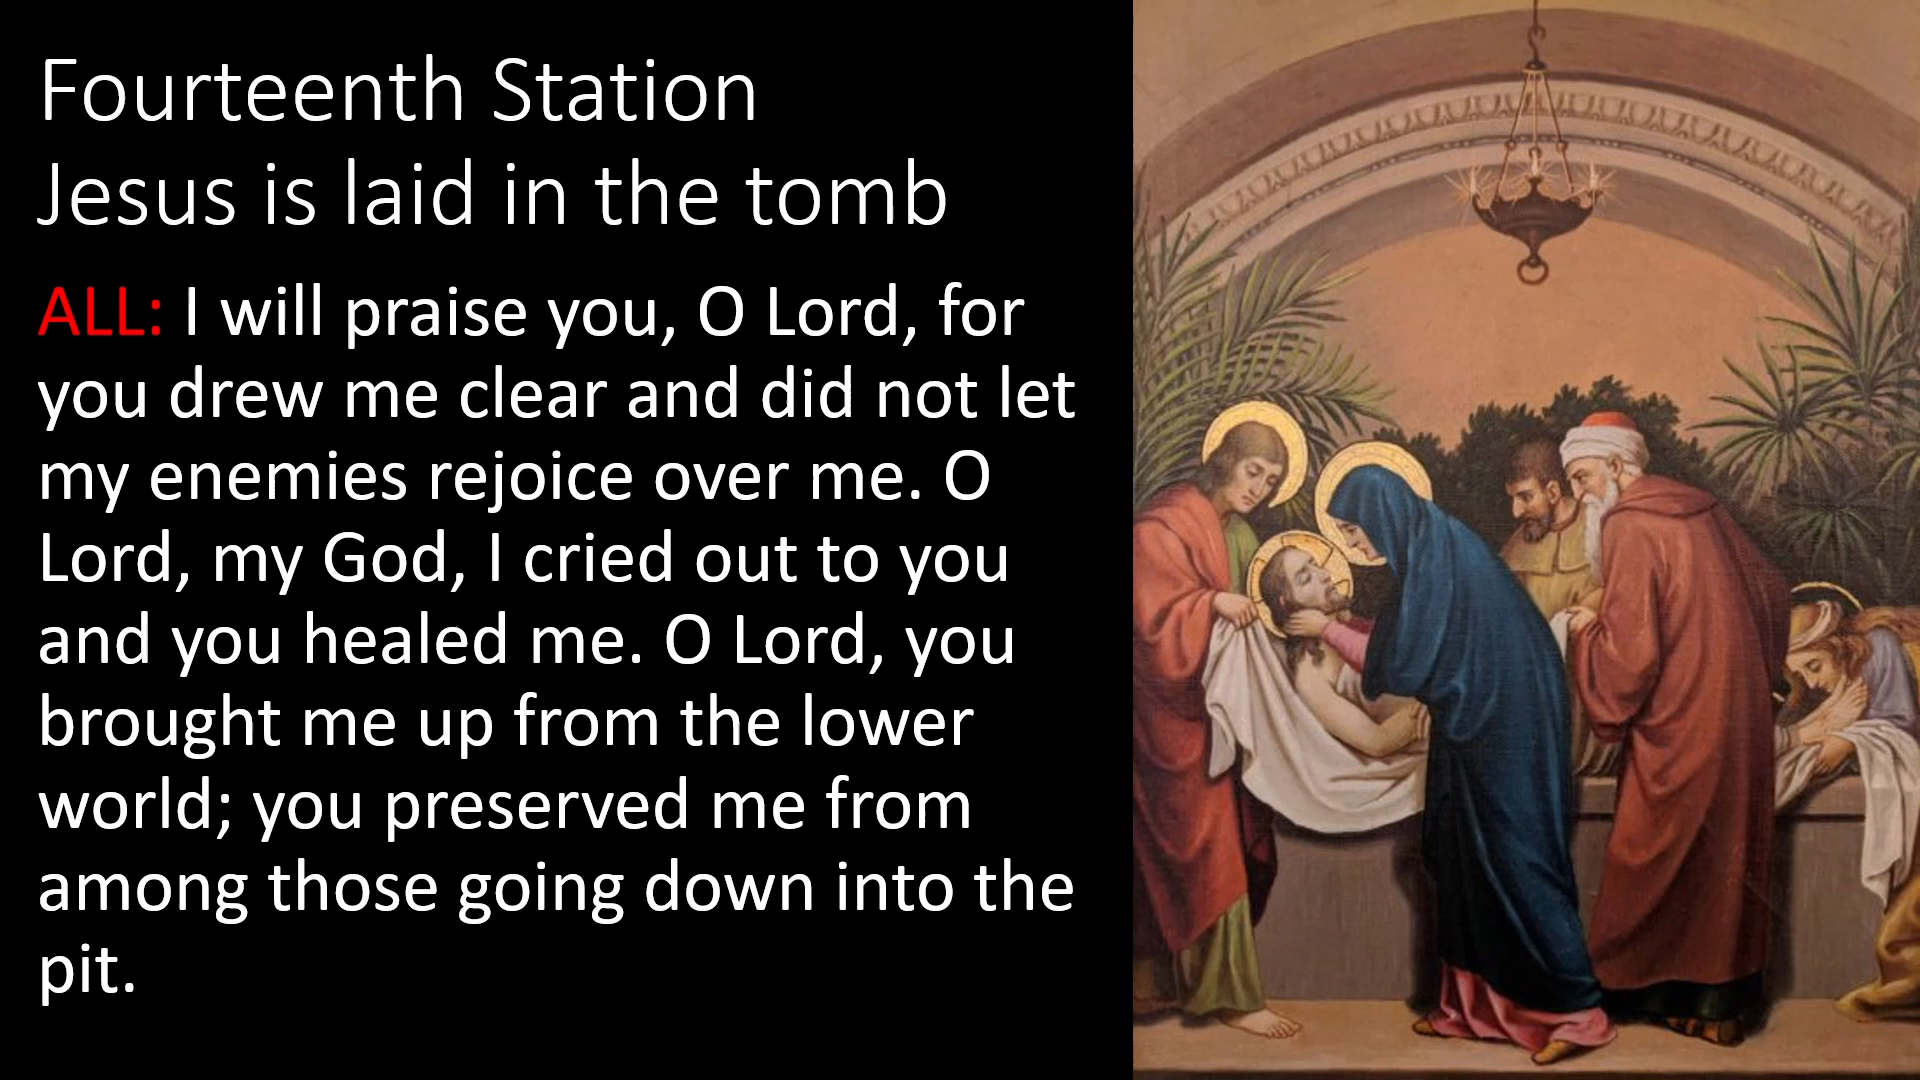 Fourteenth Station
Jesus is laid in the tomb
ALL: I will praise you, O Lord, for
you drew me clear and did not let
my enemies rejoice over me. O
Lord, my God, I cried out to you
and you healed me. O Lord, you
brought me up from the lower
world; you preserved me from
among those going down into the
pit.